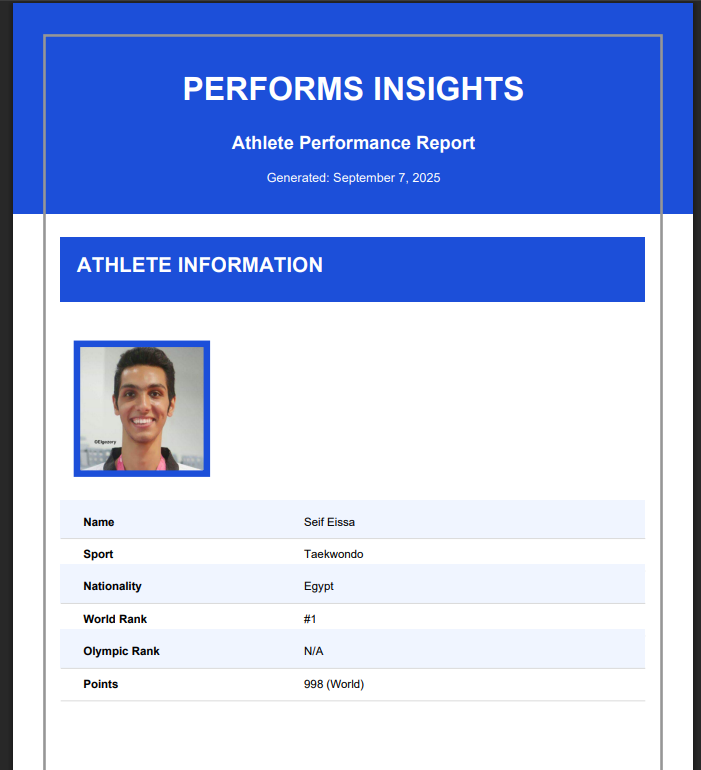 PERFORMS INSIGHTS
Athlete Performance Report
Generated: September 7, 2025
ATHLETE INFORMATION
©Elgazery
Name Seif Eissa
Sport Taekwondo
Nationality Egypt
World Rank #1
Olympic Rank N/A
Points 998 (World)